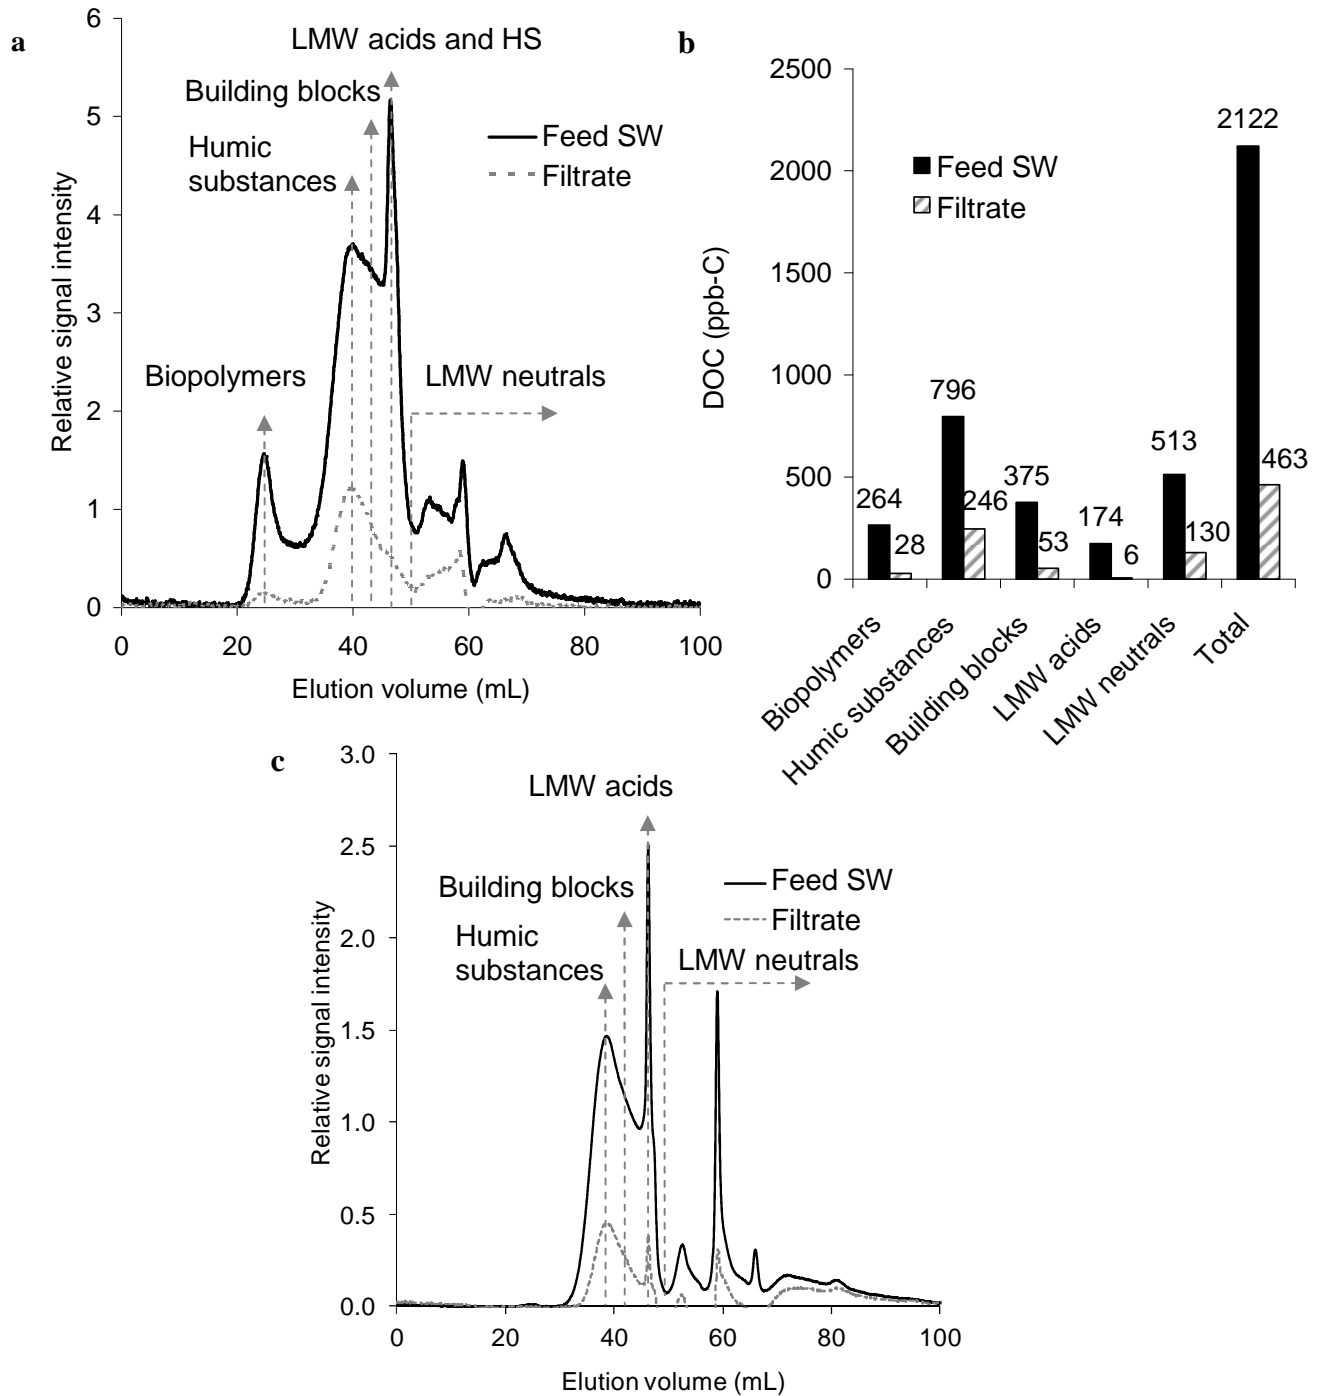 a
6
5
4
3
2
1
0
Relative signal intensity
LMW acids and HS
Building blocks
Humic
substances
Biopolymers
LMW neutrals
Feed SW
Filtrate
0 20 40 60 80 100
Elution volume (mL)
b
2500
2000
1500
1000
500
0
DOC (ppb-C)
Feed SW
Filtrate
264
28
796
246
375
53
174
6
513
130
2122
463
Biopolymers
Humic substances
Building blocks
LMW acids
LMW neutrals
Total
c
3.0
2.5
2.0
1.5
1.0
0.5
0.0
Relative signal intensity
LMW acids
Building blocks
Humic
substances
LMW neutrals
Feed SW
Filtrate
0 20 40 60 80 100
Elution volume (mL)